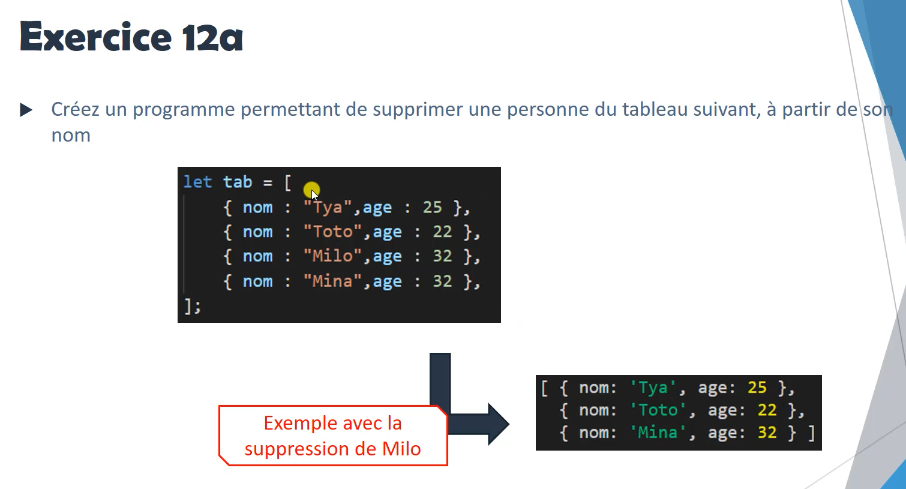 Exercice 12a
Créez un programme permettant de supprimer une personne du tableau suivant, à partir de son
nom
let tab = [
{ nom : "Tya",age : 25 },
{ nom : "Toto",age : 22 },
{ nom : "Milo",age : 32 },
{ nom : "Mina",age : 32 },
];
Exemple avec la
suppression de Milo
[ { nom: 'Tya', age: 25 },
{ nom: 'Toto', age: 22 },
{ nom: 'Mina', age: 32 } ]